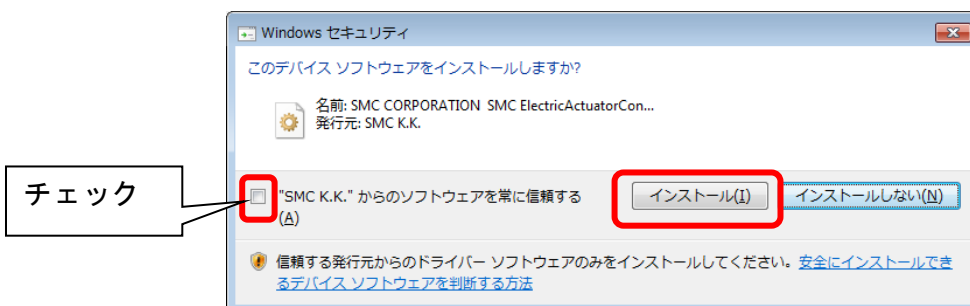 Windows セキュリティ
このデバイス ソフトウェアをインストールしますか?
名前: SMC CORPORATION SMC ElectricActuatorCon...
発行元: SMC K.K.
チェック
"SMC K.K." からのソフトウェアを常に信頼する
(A)
インストール(I)
インストールしない(N)
信頼する発行元からのドライバー ソフトウェアのみをインストールしてください。安全にインストールでき
るデバイス ソフトウェアを判断する方法